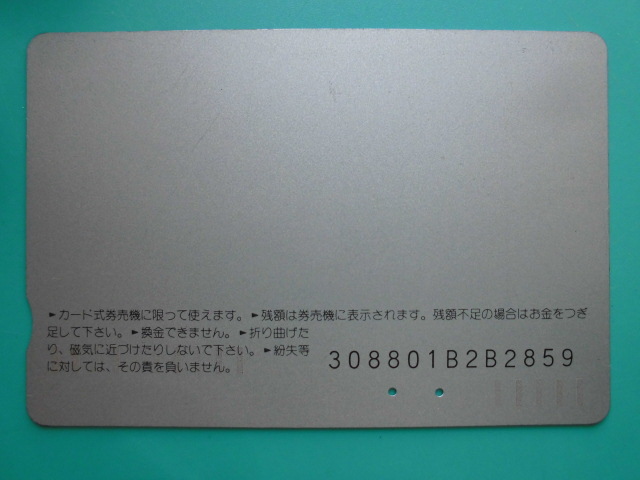 ►カード式券売機に限って使えます。►残額は券売機に表示されます。残額不足の場合はお金をつぎ
足して下さい。►換金できません。►折り曲げた
り、磁気に近づけたりしないで下さい。►紛失等
に対しては、その責を負いません。
308801B2B2859